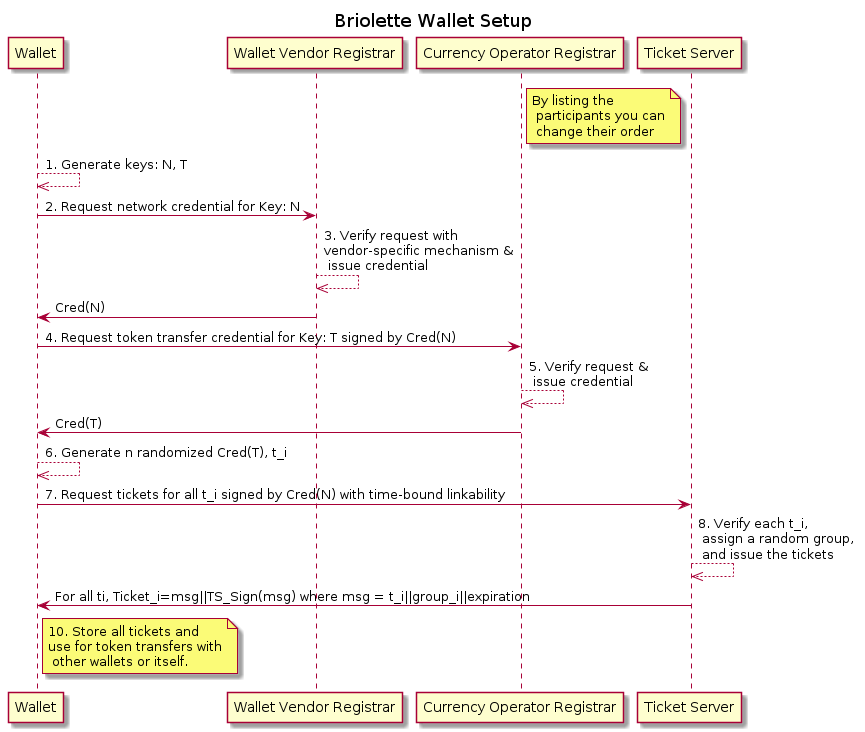 Briolette Wallet Setup
Wallet
Wallet Vendor Registrar
Currency Operator Registrar
Ticket Server
By listing the
participants you can
change their order
1. Generate keys: N, T
2. Request network credential for Key: N
3. Verify request with
vendor-specific mechanism &
issue credential
Cred(N)
4. Request token transfer credential for Key: T signed by Cred(N)
5. Verify request &
issue credential
Cred(T)
6. Generate n randomized Cred(T), t_i
7. Request tickets for all t_i signed by Cred(N) with time-bound linkability
8. Verify each t_i,
assign a random group,
and issue the tickets
For all ti, Ticket_i=msg||TS_Sign(msg) where msg = t_i||group_i||expiration
10. Store all tickets and
use for token transfers with
other wallets or itself.
Wallet
Wallet Vendor Registrar
Currency Operator Registrar
Ticket Server